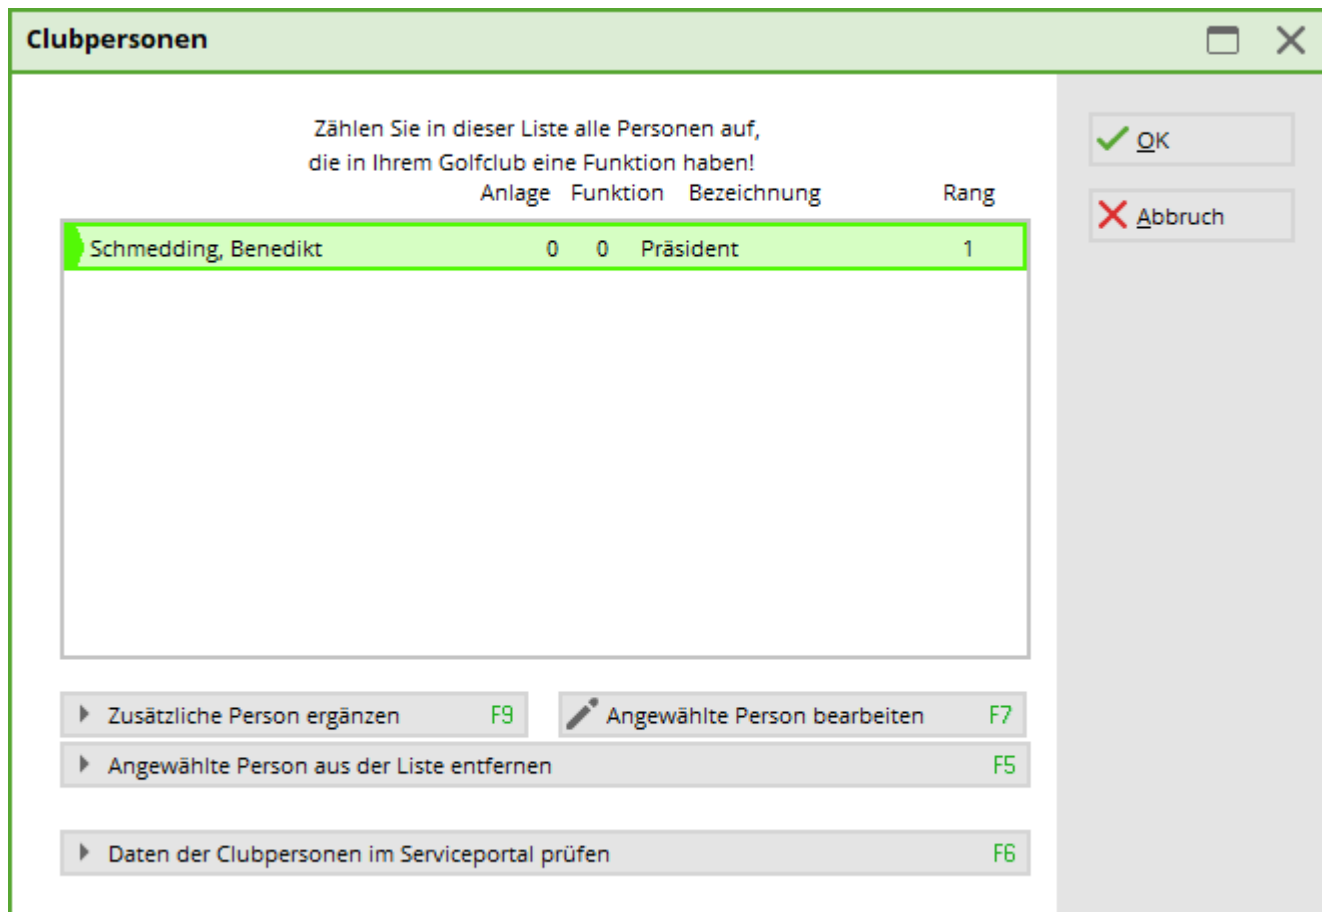 Clubpersonen
Zählen Sie in dieser Liste alle Personen auf,
die in Ihrem Golfclub eine Funktion haben!
Anlage Funktion Bezeichnung Rang
Schmedding, Benedikt 0 0 Präsident 1
Zusätzliche Person ergänzen F9
Angewählte Person bearbeiten F7
Angewählte Person aus der Liste entfernen F5
Daten der Clubpersonen im Serviceportal prüfen F6
OK
Abbruch